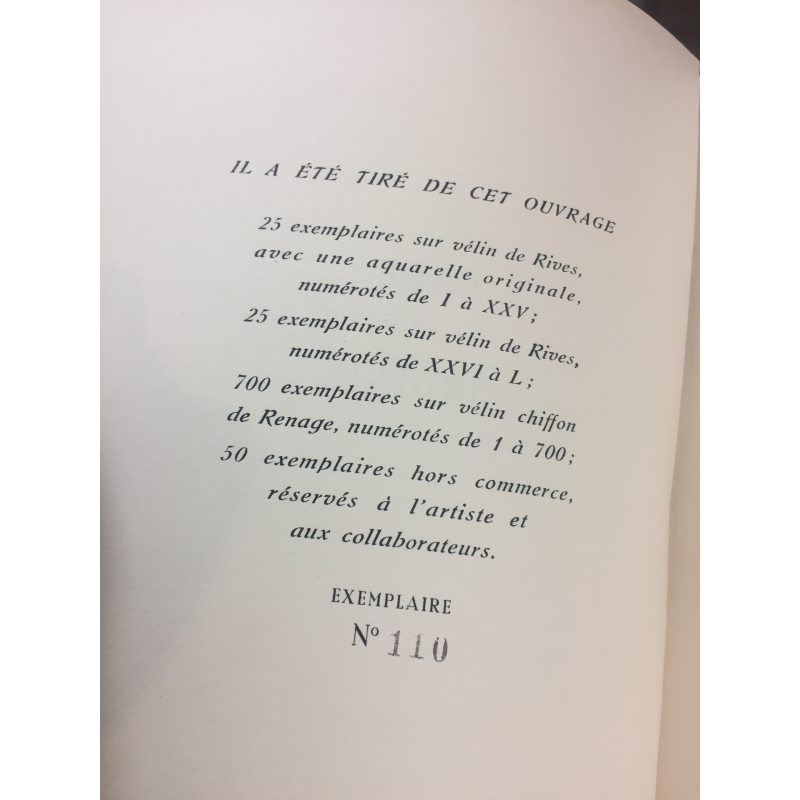 IL A ÉTÉ TIRÉ DE CET OUVRAGE
25 exemplaires sur vélin de Rives,
avec une aquarelle originale,
numérotés de I à XXV;
25 exemplaires sur vélin de Rives,
numérotés de XXVI à L;
700 exemplaires sur vélin chiffon
de Renage, numérotés de 1 à 700;
50 exemplaires hors commerce,
réservés à l'artiste et
aux collaborateurs.
EXEMPLAIRE
Nº 110